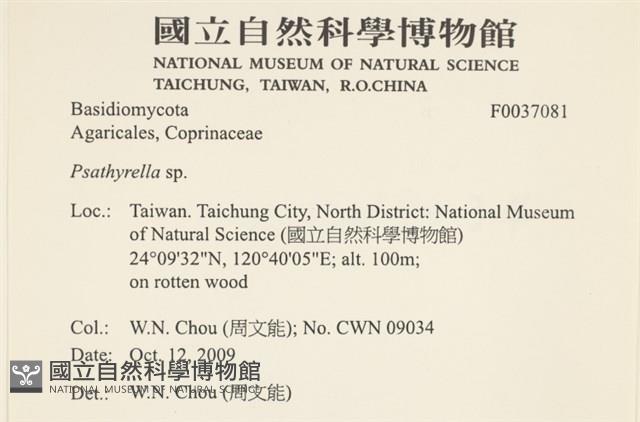 國立自然科學博物館
NATIONAL MUSEUM OF NATURAL SCIENCE
TAICHUNG, TAIWAN, R.O.CHINA
Basidiomycota F0037081
Agaricales, Coprinaceae
Psathyrella sp.
Loc.: Taiwan. Taichung City, North District: National Museum
of Natural Science (國立自然科學博物館)
24°09'32"N, 120°40'05"E; alt. 100m;
on rotten wood
Col.: W.N. Chou (周文能); No. CWN 09034
Date: Oct. 12, 2009
國立自然科學博物館
NATIONAL MUSEUM OF NATURAL SCIENCE
Det.: W.N. Chou (周文能)